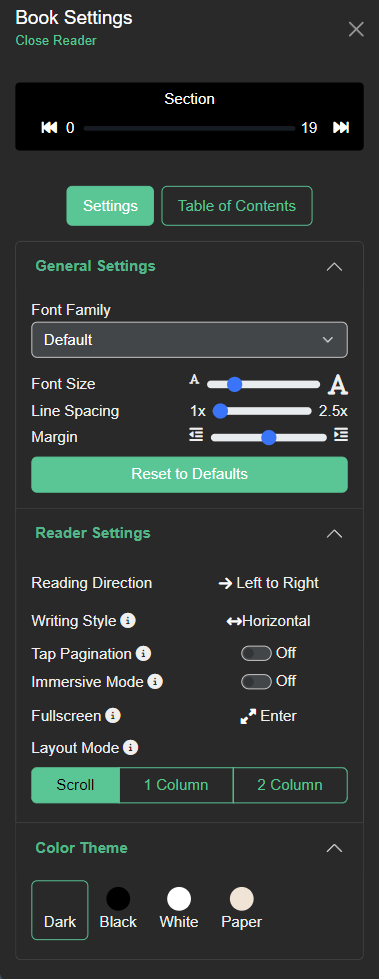 Book Settings
Close Reader
Section
0 19
Settings Table of Contents
General Settings
Font Family
Default
Font Size A A
Line Spacing 1x 2.5x
Margin
Reset to Defaults
Reader Settings
Reading Direction Left to Right
Writing Style Horizontal
Tap Pagination Off
Immersive Mode Off
Fullscreen Enter
Layout Mode
Scroll 1 Column 2 Column
Color Theme
Dark Black White Paper